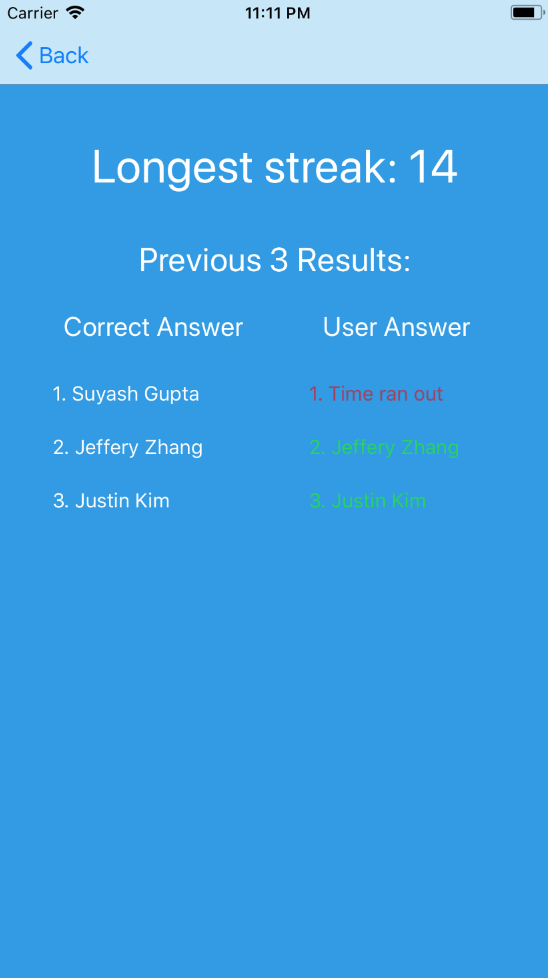 Carrier 11:11 PM
Back
Longest streak: 14
Previous 3 Results:
Correct Answer User Answer
1. Suyash Gupta 1. Time ran out
2. Jeffery Zhang 2. Jeffery Zhang
3. Justin Kim 3. Justin Kim